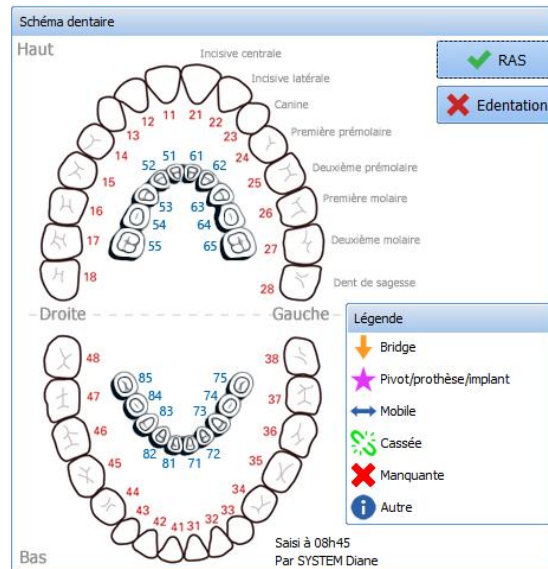 Schéma dentaire
Haut
RAS
Edentation
Incisive centrale
Incisive latérale
Canine
Première prémolaire
Deuxième prémolaire
Première molaire
Deuxième molaire
Dent de sagesse
11 21
12 22
13 23
14 24
15 25
16 26
17 27
18 28
51 61
52 62
53 63
54 64
55 65
Droite Gauche
48 38
47 37
46 36
45 35
44 34
43 33
42 41 31 32
85 75
84 74
83 73
82 81 71 72
Légende
Bridge
Pivot/prothèse/implant
Mobile
Cassée
Manquante
Autre
Bas
Saisi à 08h45
Par SYSTEM Diane